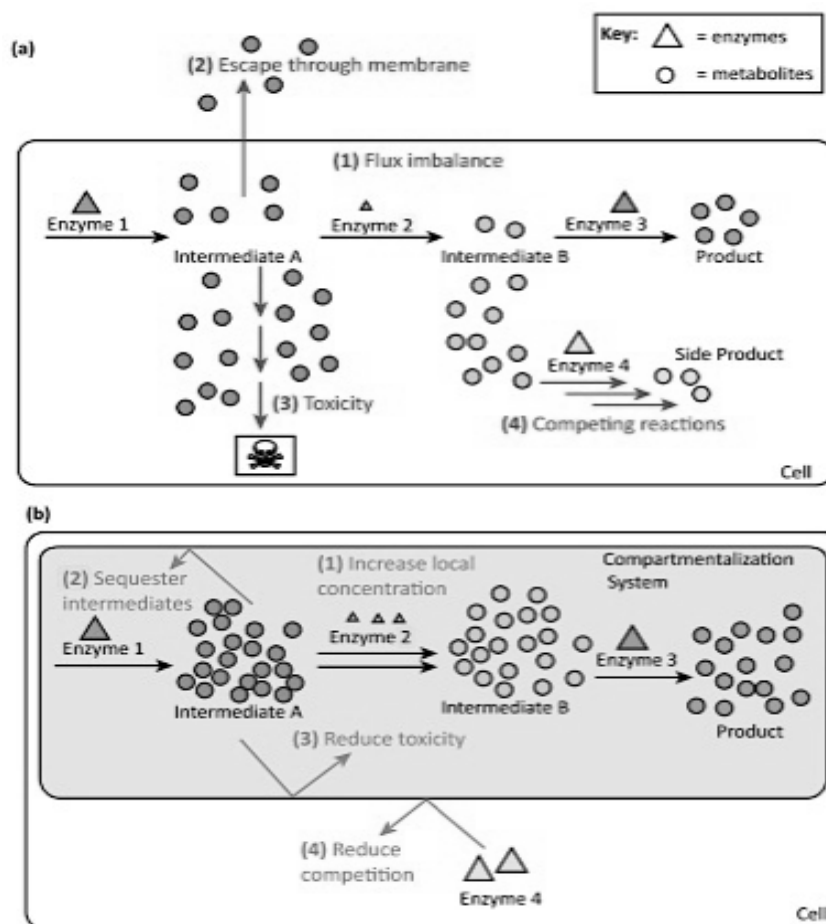 (a)
Key:
= enzymes
= metabolites
(2) Escape through membrane
(1) Flux imbalance
Enzyme 1
Enzyme 2
Enzyme 3
Intermediate A
Intermediate B
Product
Enzyme 4
Side Product
(3) Toxicity
(4) Competing reactions
Cell
(b)
(2) Sequester
intermediates
(1) Increase local
concentration
Compartmentalization
System
Enzyme 1
Enzyme 2
Enzyme 3
Intermediate A
Intermediate B
Product
(3) Reduce toxicity
(4) Reduce
competition
Enzyme 4
Cell